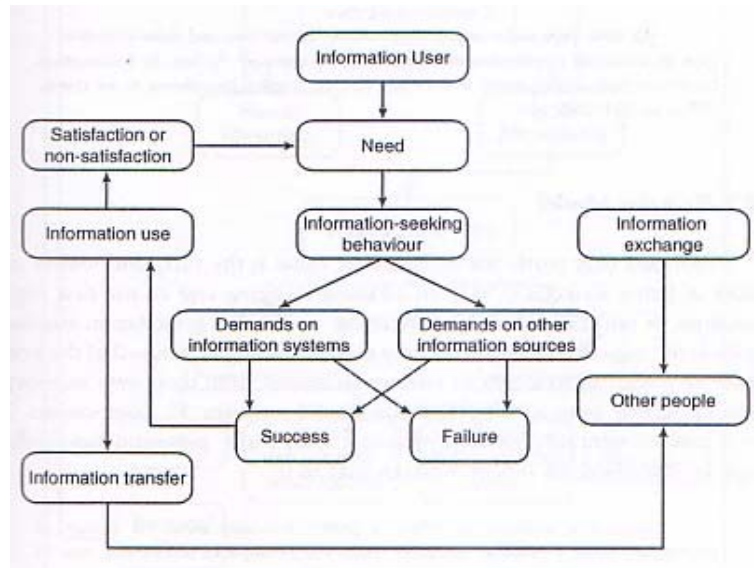 Information User
Satisfaction or
non-satisfaction
Need
Information use
Information-seeking
behaviour
Information
exchange
Demands on
information systems
Demands on other
information sources
Other people
Success
Failure
Information transfer